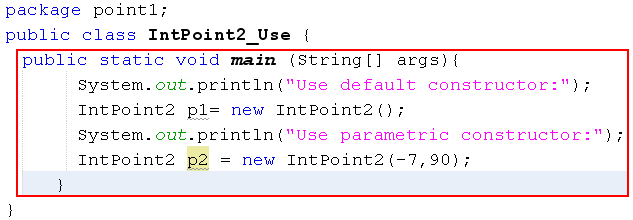 package point1;
public class IntPoint2_Use {
public static void main (String[] args){
System.out.println("Use default constructor:");
IntPoint2 p1= new IntPoint2();
System.out.println("Use parametric constructor:");
IntPoint2 p2 = new IntPoint2(-7,90);
}
}